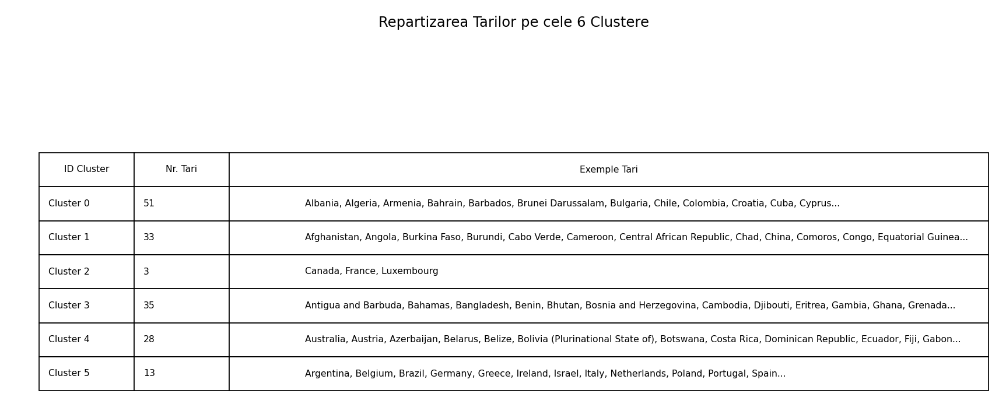 Repartizarea Tarilor pe cele 6 Clustere
ID Cluster Nr. Tari Exemple Tari
Cluster 0 51 Albania, Algeria, Armenia, Bahrain, Barbados, Brunei Darussalam, Bulgaria, Chile, Colombia, Croatia, Cuba, Cyprus...
Cluster 1 33 Afghanistan, Angola, Burkina Faso, Burundi, Cabo Verde, Cameroon, Central African Republic, Chad, China, Comoros, Congo, Equatorial Guinea...
Cluster 2 3 Canada, France, Luxembourg
Cluster 3 35 Antigua and Barbuda, Bahamas, Bangladesh, Benin, Bhutan, Bosnia and Herzegovina, Cambodia, Djibouti, Eritrea, Gambia, Ghana, Grenada...
Cluster 4 28 Australia, Austria, Azerbaijan, Belarus, Belize, Bolivia (Plurinational State of), Botswana, Costa Rica, Dominican Republic, Ecuador, Fiji, Gabon...
Cluster 5 13 Argentina, Belgium, Brazil, Germany, Greece, Ireland, Israel, Italy, Netherlands, Poland, Portugal, Spain...